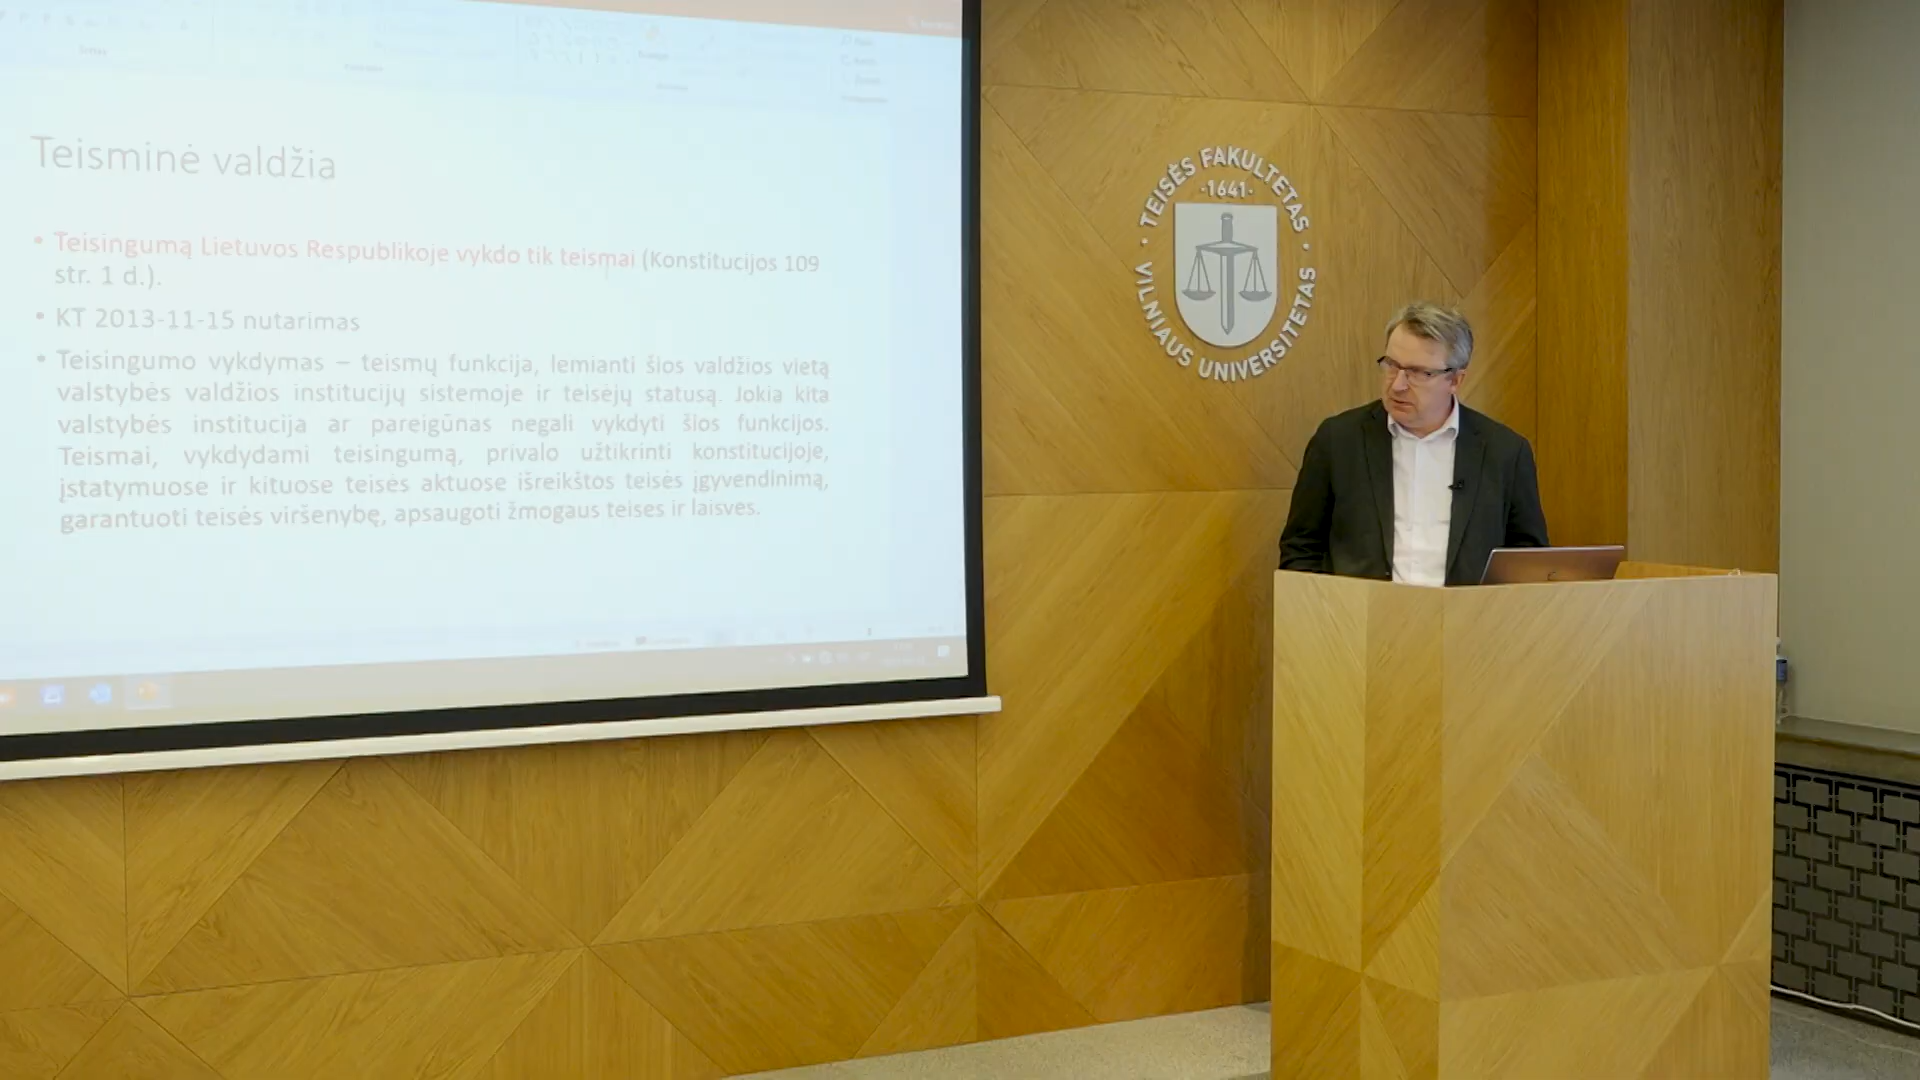 Teisminė valdžia
• Teisingumą Lietuvos Respublikoje vykdo tik teismai (Konstitucijos 109
str. 1 d.).
• KT 2013-11-15 nutarimas
• Teisingumo vykdymas – teismų funkcija, lemianti šios valdžios vietą
valstybės valdžios institucijų sistemoje ir teisėjų statusą. Jokia kita
valstybės institucija ar pareigūnas negali vykdyti šios funkcijos.
Teismai, vykdydami teisingumą, privalo užtikrinti konstitucijoje,
įstatymuose ir kituose teisės aktuose išreikštos teisės įgyvendinimą,
garantuoti teisės viršenybę, apsaugoti žmogaus teises ir laisves.
TEISĖS FAKULTETAS
·1641·
· VILNIAUS UNIVERSITETAS ·